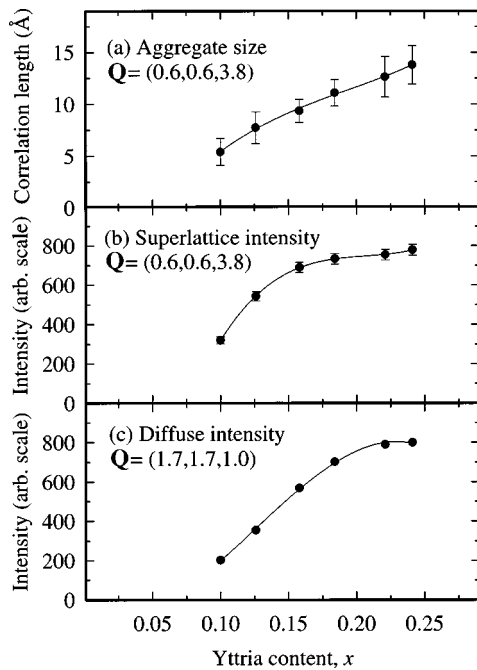 Correlation length (Å)
15
10
5
0
(a) Aggregate size
Q = (0.6,0.6,3.8)
Intensity (arb. scale)
800
600
400
200
0
(b) Superlattice intensity
Q = (0.6,0.6,3.8)
Intensity (arb. scale)
800
600
400
200
0
(c) Diffuse intensity
Q = (1.7,1.7,1.0)
0.05 0.10 0.15 0.20 0.25
Yttria content, x